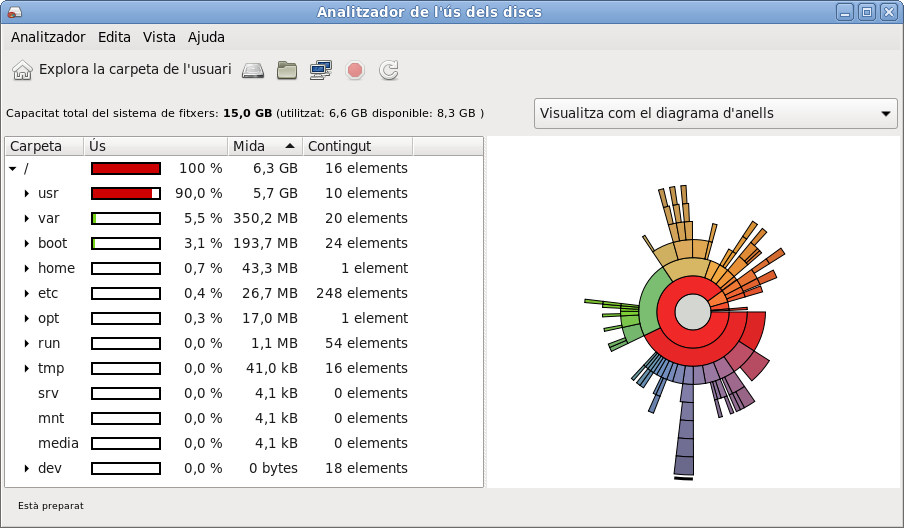 Analitzador de l'ús dels discs
Analitzador Edita Vista Ajuda
Explora la carpeta de l'usuari
Capacitat total del sistema de fitxers: 15,0 GB (utilitzat: 6,6 GB disponible: 8,3 GB )
Visualitza com el diagrama d'anells
Carpeta Ús Mida Contingut
/ 100 % 6,3 GB 16 elements
usr 90,0 % 5,7 GB 10 elements
var 5,5 % 350,2 MB 20 elements
boot 3,1 % 193,7 MB 24 elements
home 0,7 % 43,3 MB 1 element
etc 0,4 % 26,7 MB 248 elements
opt 0,3 % 17,0 MB 1 element
run 0,0 % 1,1 MB 54 elements
tmp 0,0 % 41,0 kB 16 elements
srv 0,0 % 4,1 kB 0 elements
mnt 0,0 % 4,1 kB 0 elements
media 0,0 % 4,1 kB 0 elements
dev 0,0 % 0 bytes 18 elements
Està preparat